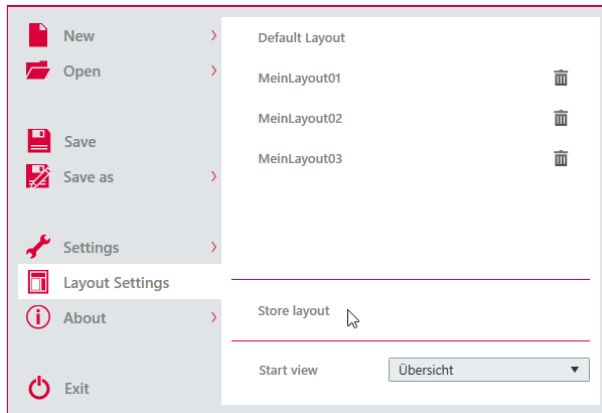 New
Open
Save
Save as
Settings
Layout Settings
About
Exit
Default Layout
MeinLayout01
MeinLayout02
MeinLayout03
Store layout
Start view Übersicht